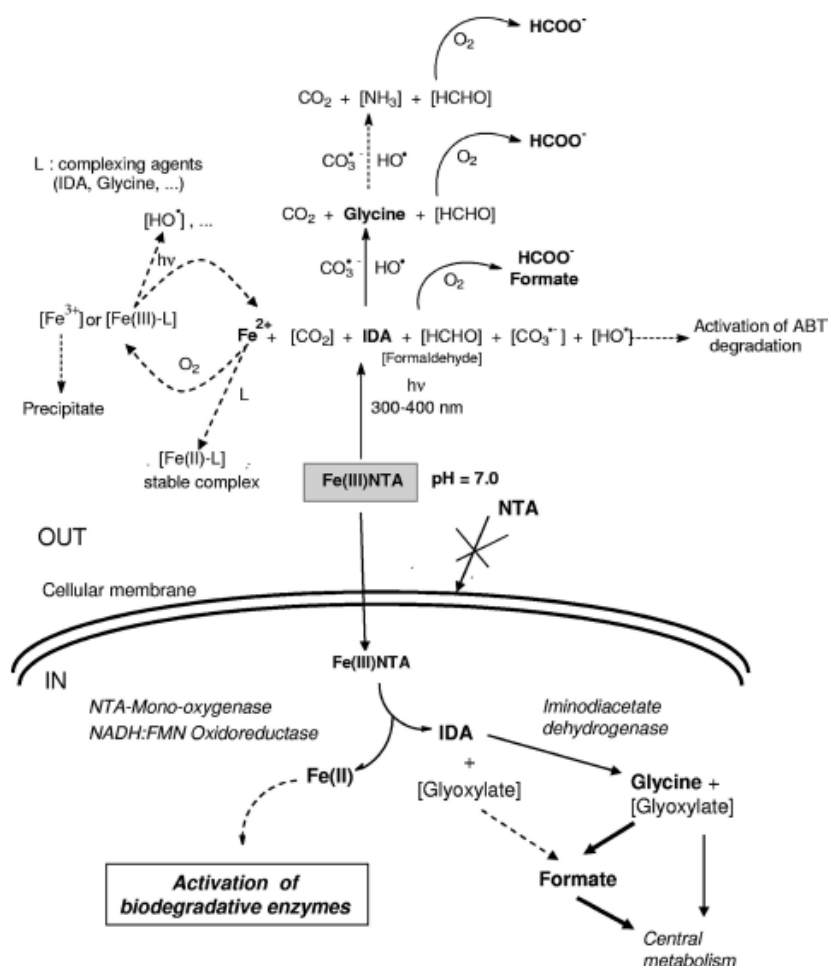 HCOO⁻
O₂
CO₂ + [NH₃] + [HCHO]
HCOO⁻
CO₃•⁻ HO•
O₂
L : complexing agents
(IDA, Glycine, ...)
CO₂ + Glycine + [HCHO]
[HO•] , ...
hν
CO₃•⁻ HO•
HCOO⁻
Formate
O₂
[Fe³⁺] or [Fe(III)-L]
Fe²⁺ + [CO₂] + IDA + [HCHO] + [CO₃•⁻] + [HO•]
[Formaldehyde]
Activation of ABT
degradation
O₂
L
hν
300-400 nm
Precipitate
[Fe(II)-L]
stable complex
Fe(III)NTA
pH = 7.0
NTA
OUT
Cellular membrane
IN
Fe(III)NTA
NTA-Mono-oxygenase
NADH:FMN Oxidoreductase
Iminodiacetate
dehydrogenase
IDA
+
[Glyoxylate]
Fe(II)
Glycine +
[Glyoxylate]
Activation of
biodegradative enzymes
Formate
Central
metabolism